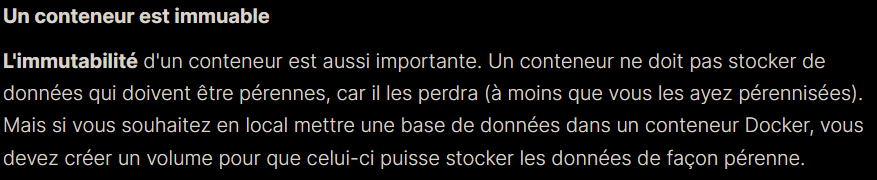 Un conteneur est immuable
L'immutabilité d'un conteneur est aussi importante. Un conteneur ne doit pas stocker de
données qui doivent être pérennes, car il les perdra (à moins que vous les ayez pérennisées).
Mais si vous souhaitez en local mettre une base de données dans un conteneur Docker, vous
devez créer un volume pour que celui-ci puisse stocker les données de façon pérenne.